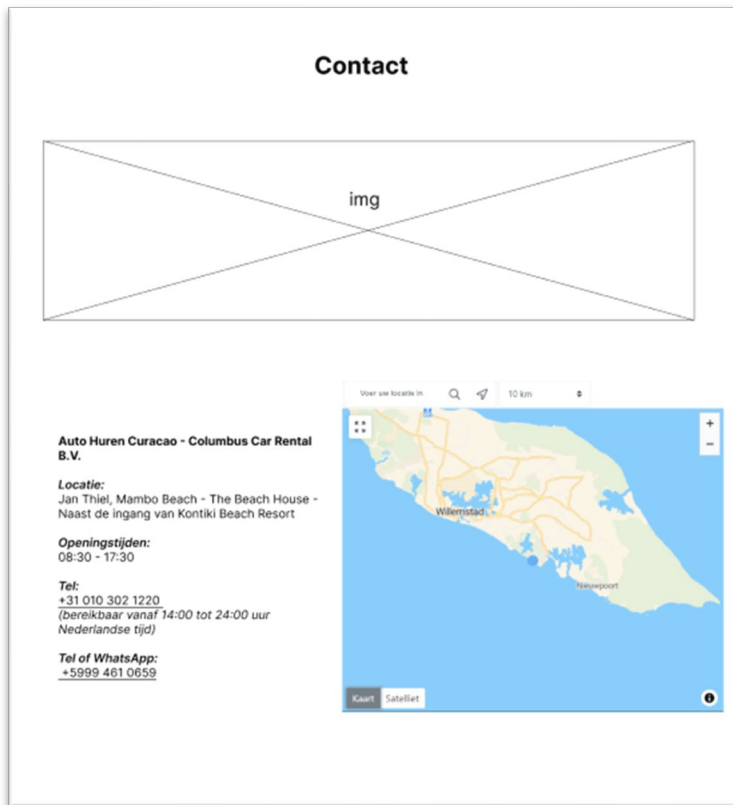 Contact
img
Voer uw locatie in
10 km
Auto Huren Curacao - Columbus Car Rental
B.V.
Locatie:
Jan Thiel, Mambo Beach - The Beach House -
Naast de ingang van Kontiki Beach Resort
Openingstijden:
08:30 - 17:30
Tel:
+31 010 302 1220
(bereikbaar vanaf 14:00 tot 24:00 uur
Nederlandse tijd)
Tel of WhatsApp:
+5999 461 0659
+
−
Willemstad
Nieuwpoort
Kaart
Satelliet